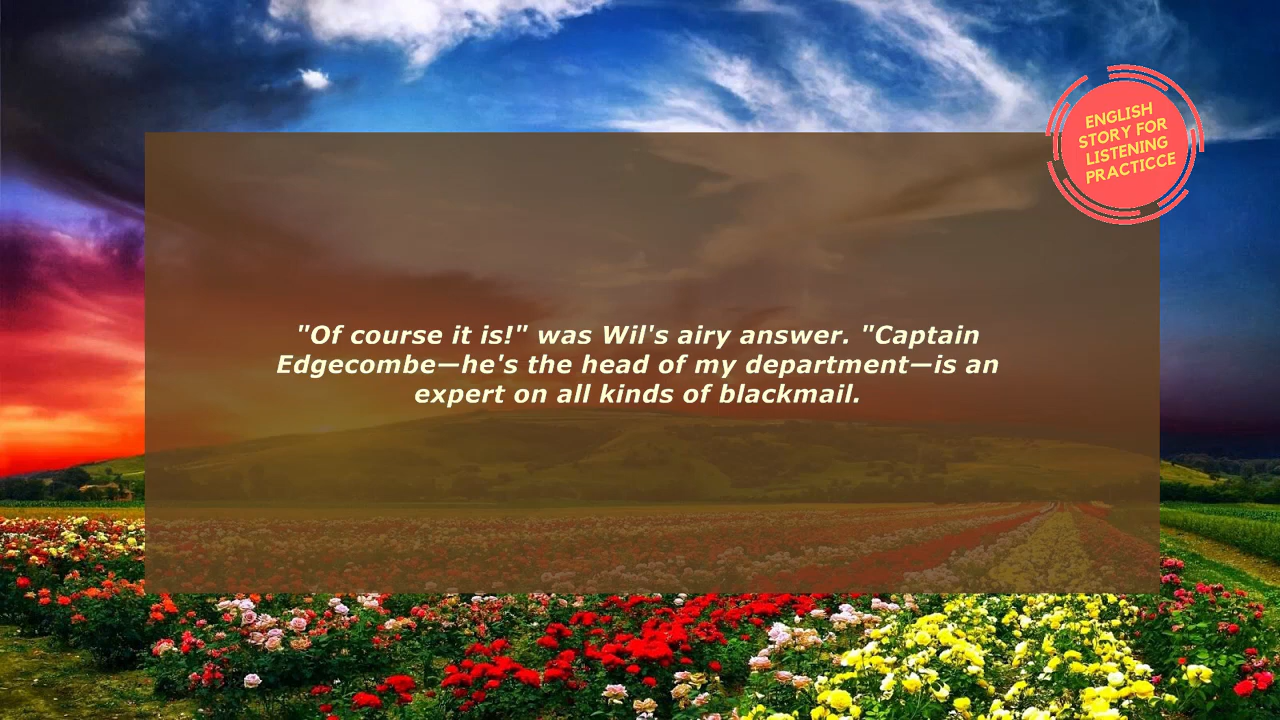 ENGLISH
STORY FOR
LISTENING
PRACTICCE
"Of course it is!" was Wil's airy answer. "Captain
Edgecombe—he's the head of my department—is an
expert on all kinds of blackmail.